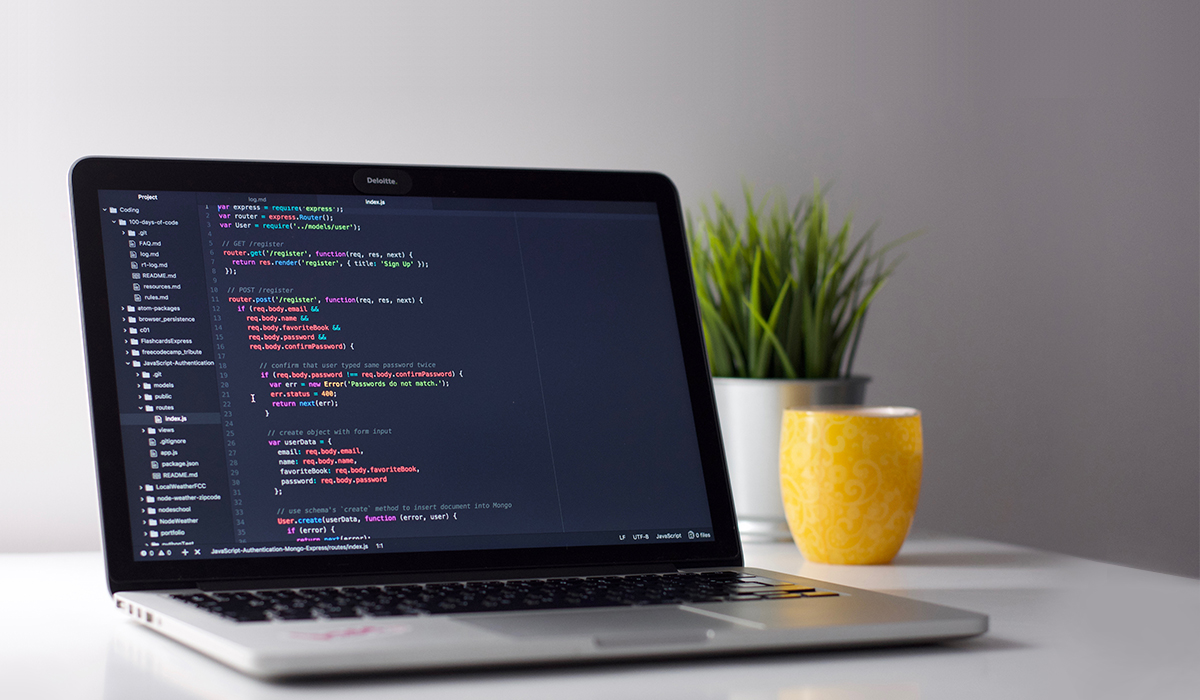 Deloitte.
Project
Coding
100-days-of-code
.git
FAQ.md
log.md
r1-log.md
README.md
resources.md
rules.md
atom-packages
browser_persistence
c01
FlashcardsExpress
freecodecamp_tribute
JavaScript-Authentication
.git
models
public
routes
index.js
views
.gitignore
app.js
package.json
README.md
LocalWeatherFCC
node-weather-zipcode
nodeschool
NodeWeather
portfolio
pythonTest
log.md
index.js
1 var express = require('express');
2 var router = express.Router();
3 var User = require('../models/user');
4
5 // GET /register
6 router.get('/register', function(req, res, next) {
7 return res.render('register', { title: 'Sign Up' });
8 });
9
10 // POST /register
11 router.post('/register', function(req, res, next) {
12 if (req.body.email &&
13 req.body.name &&
14 req.body.favoriteBook &&
15 req.body.password &&
16 req.body.confirmPassword) {
17
18 // confirm that user typed same password twice
19 if (req.body.password !== req.body.confirmPassword) {
20 var err = new Error('Passwords do not match.');
21 err.status = 400;
22 return next(err);
23 }
24
25 // create object with form input
26 var userData = {
27 email: req.body.email,
28 name: req.body.name,
29 favoriteBook: req.body.favoriteBook,
30 password: req.body.password
31 };
32
33 // use schema's `create` method to insert document into Mongo
34 User.create(userData, function (error, user) {
35 if (error) {
36 return next(error);
0 0 JavaScript-Authentication-Mongo-Express/routes/index.js 1:1 LF UTF-8 JavaScript 0 files